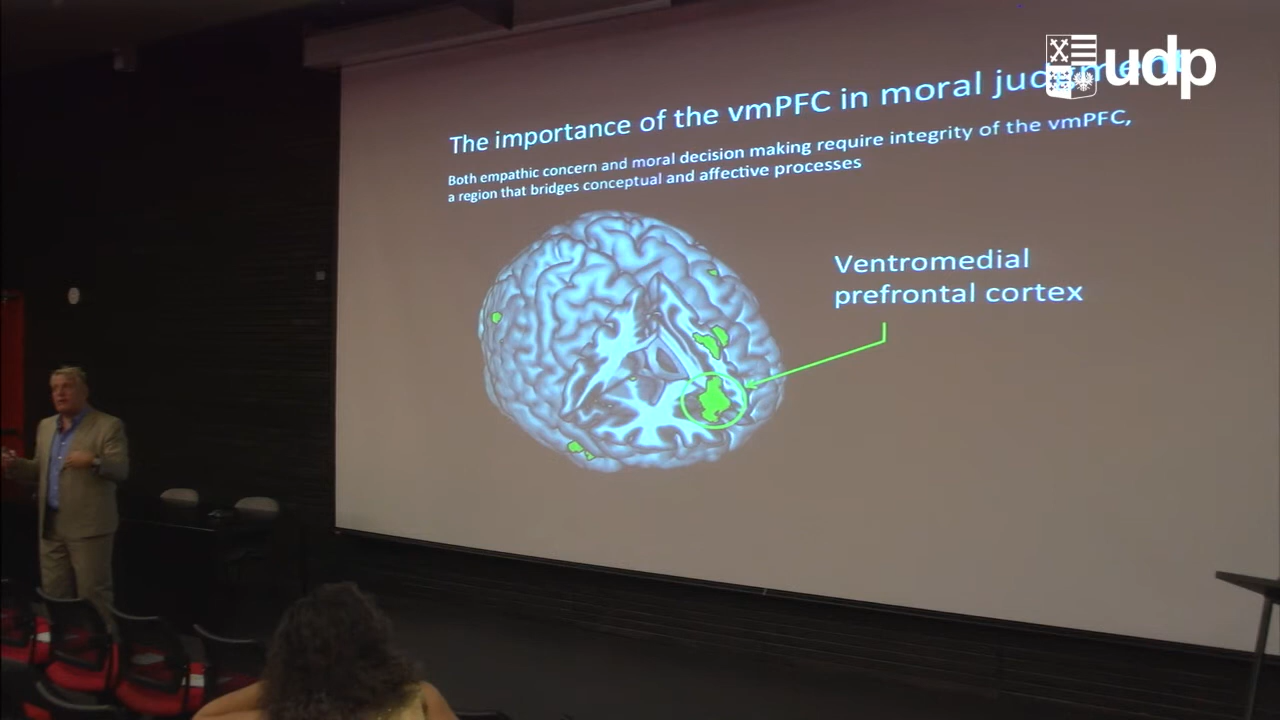 udp
The importance of the vmPFC in moral judgment
Both empathic concern and moral decision making require integrity of the vmPFC,
a region that bridges conceptual and affective processes
Ventromedial
prefrontal cortex